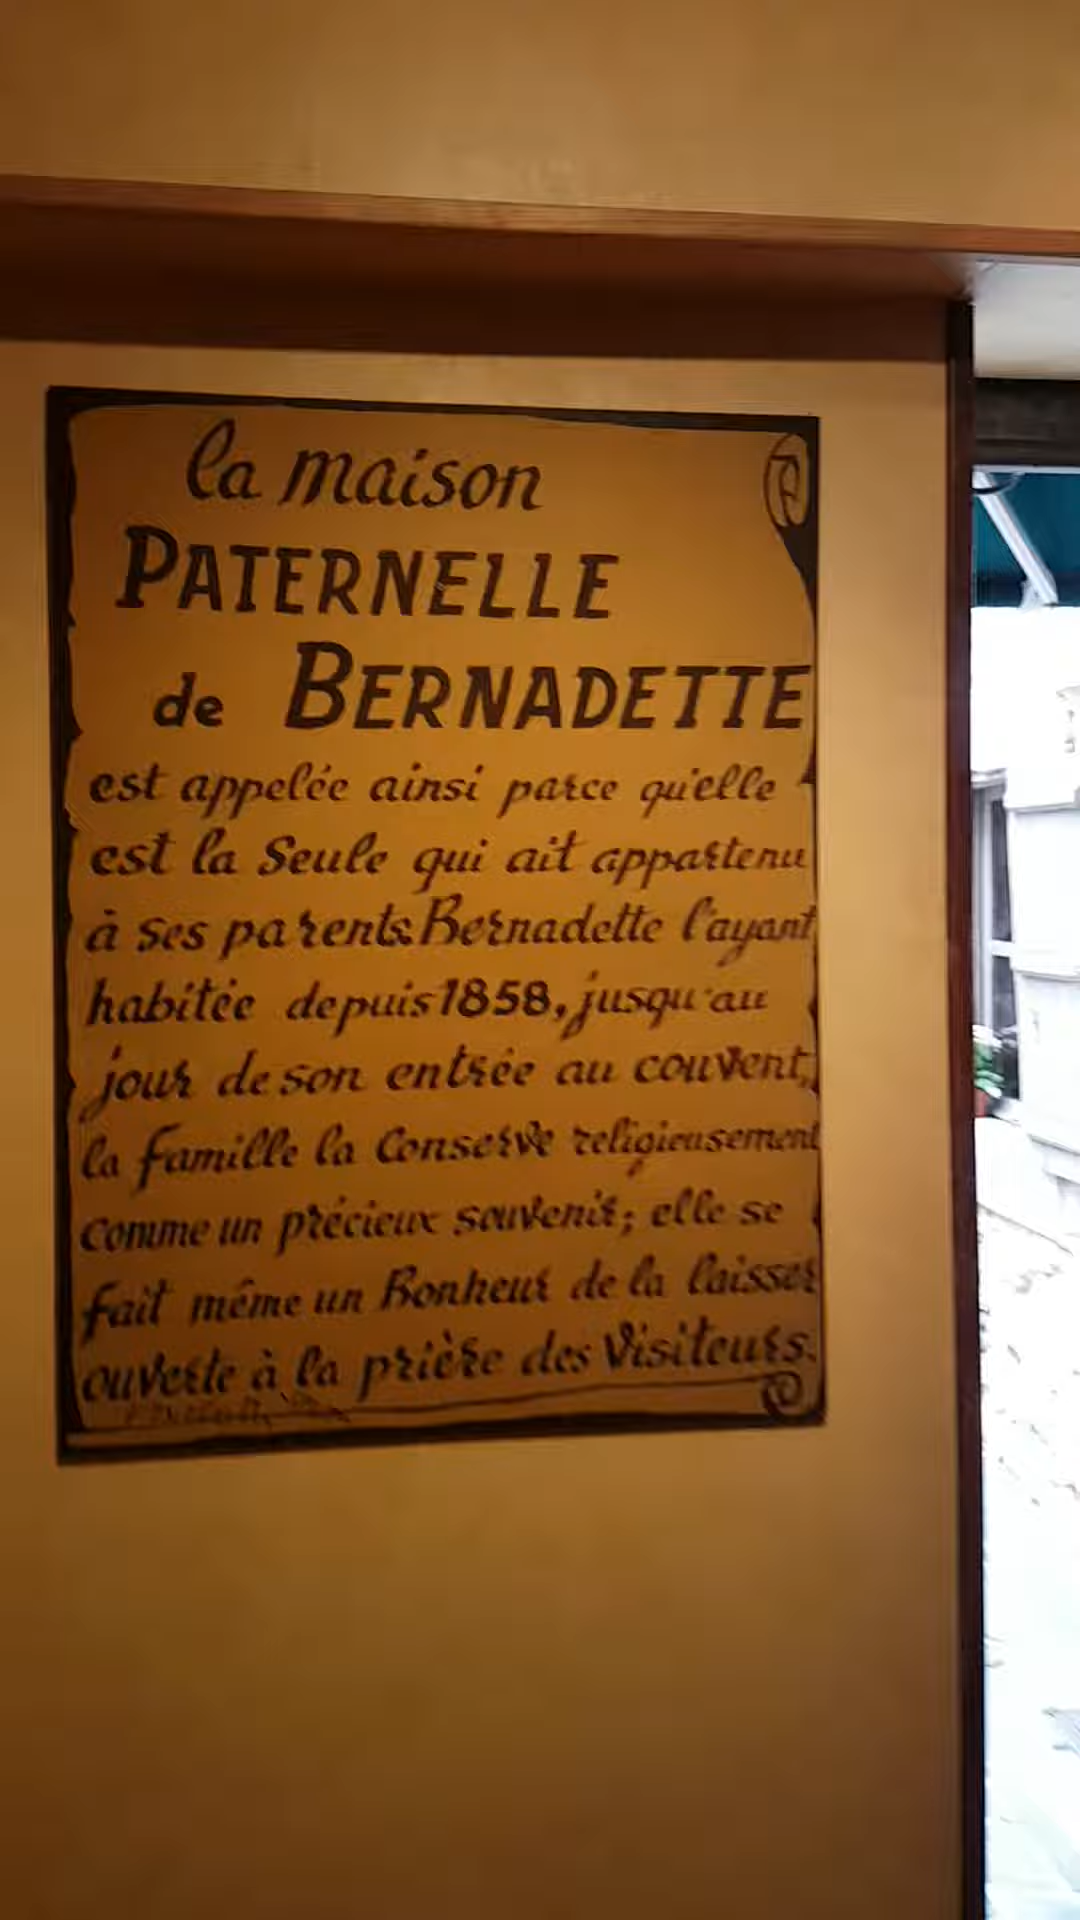 la maison
PATERNELLE
de BERNADETTE
est appelée ainsi parce qu'elle
est la Seule qui ait appartenu
à ses parents. Bernadette l'ayant
habitée depuis 1858, jusqu'au
jour de son entrée au couvent,
la famille la Conserve religieusement
comme un précieux souvenir; elle se
fait même un Bonheur de la laisser
ouverte à la prière des Visiteurs.